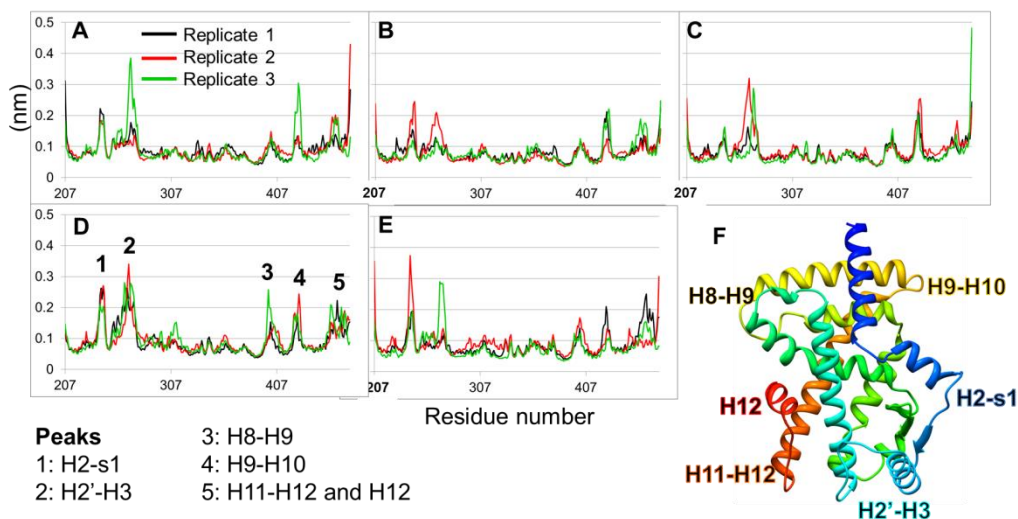 A
B
C
Replicate 1
Replicate 2
Replicate 3
(nm)
0.5
0.4
0.3
0.2
0.1
0
207
307
407
207
307
407
207
307
407
D
E
F
0.5
0.4
0.3
0.2
0.1
0
1
2
3
4
5
207
307
407
207
307
407
Residue number
H8-H9
H9-H10
H12
H2-s1
H11-H12
H2'-H3
Peaks
1: H2-s1
2: H2'-H3
3: H8-H9
4: H9-H10
5: H11-H12 and H12